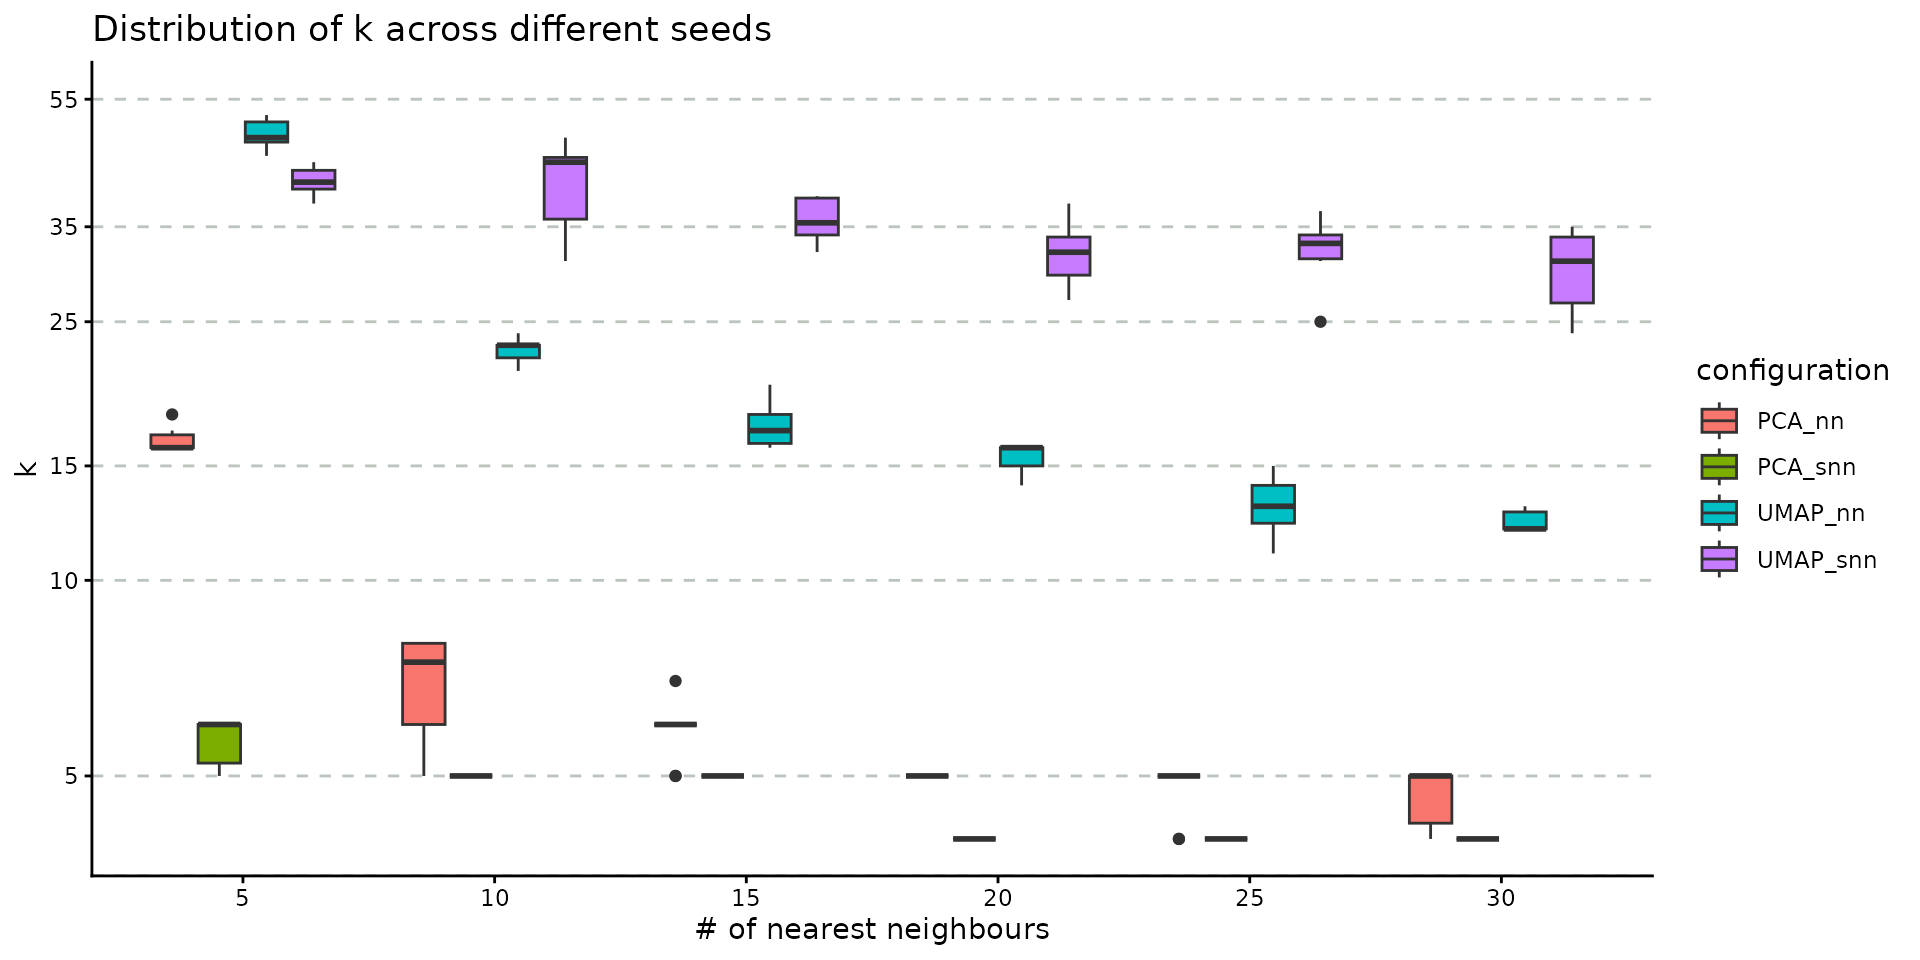 Distribution of k across different seeds
55
35
25
15
10
5
k
5 10 15 20 25 30
# of nearest neighbours
configuration
PCA_nn
PCA_snn
UMAP_nn
UMAP_snn